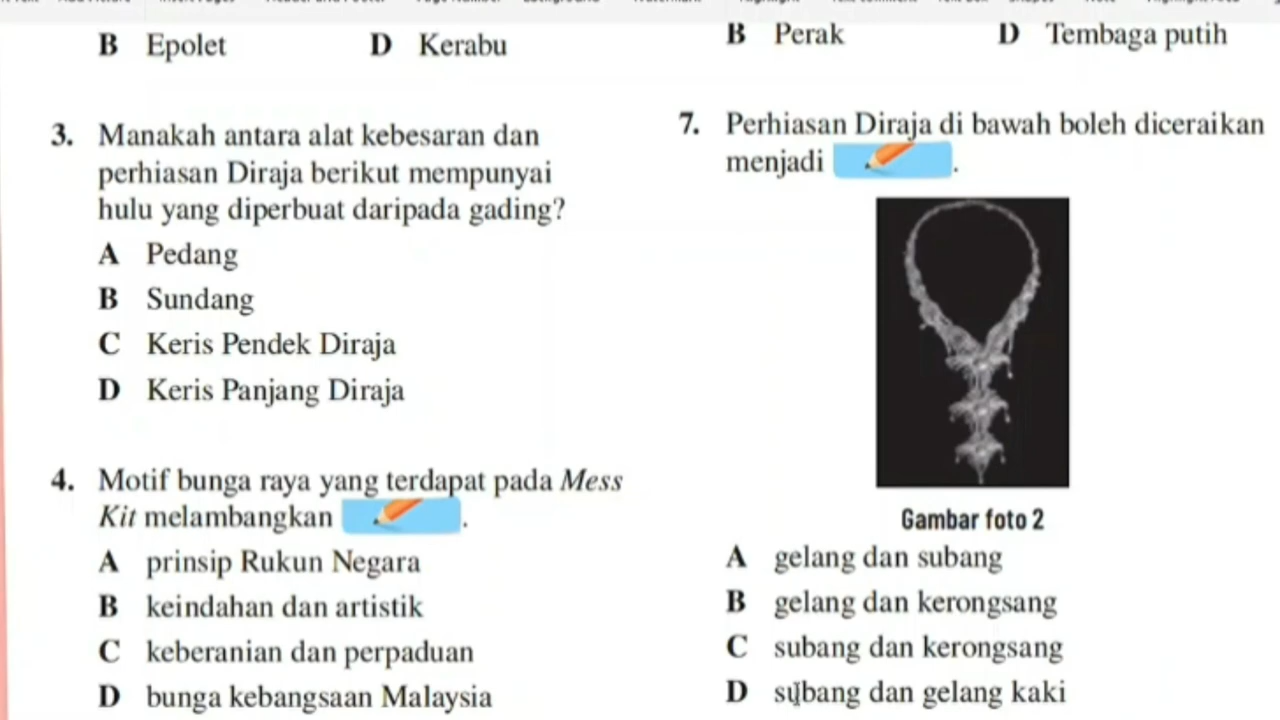 B Epolet
D Kerabu
3. Manakah antara alat kebesaran dan
perhiasan Diraja berikut mempunyai
hulu yang diperbuat daripada gading?
A Pedang
B Sundang
C Keris Pendek Diraja
D Keris Panjang Diraja
4. Motif bunga raya yang terdapat pada Mess
Kit melambangkan .
A prinsip Rukun Negara
B keindahan dan artistik
C keberanian dan perpaduan
D bunga kebangsaan Malaysia
B Perak
D Tembaga putih
7. Perhiasan Diraja di bawah boleh diceraikan
menjadi .
Gambar foto 2
A gelang dan subang
B gelang dan kerongsang
C subang dan kerongsang
D subang dan gelang kaki